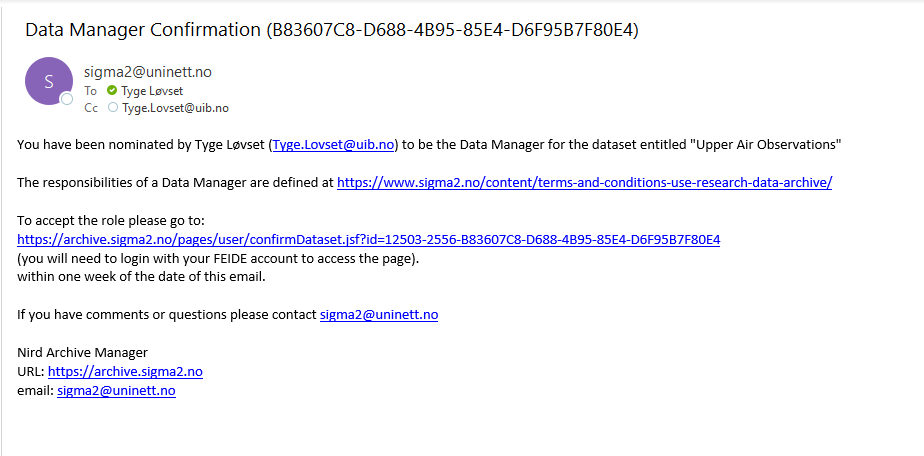 Data Manager Confirmation (B83607C8-D688-4B95-85E4-D6F95B7F80E4)
S
sigma2@uninett.no
To Tyge Løvset
Cc Tyge.Lovset@uib.no
You have been nominated by Tyge Løvset (Tyge.Lovset@uib.no) to be the Data Manager for the dataset entitled "Upper Air Observations"
The responsibilities of a Data Manager are defined at https://www.sigma2.no/content/terms-and-conditions-use-research-data-archive/
To accept the role please go to:
https://archive.sigma2.no/pages/user/confirmDataset.jsf?id=12503-2556-B83607C8-D688-4B95-85E4-D6F95B7F80E4
(you will need to login with your FEIDE account to access the page).
within one week of the date of this email.
If you have comments or questions please contact sigma2@uninett.no
Nird Archive Manager
URL: https://archive.sigma2.no
email: sigma2@uninett.no